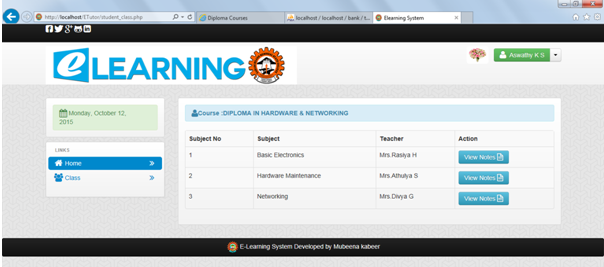 http://localhost/ETutor/student_class.php
Diploma Courses
localhost / localhost / bank / t...
Elearning System
Aswathy K S
eLEARNING
Monday, October 12,
2015
Course :DIPLOMA IN HARDWARE & NETWORKING
LINKS
Home
Class
Subject No Subject Teacher Action
1 Basic Electronics Mrs.Rasiya H View Notes
2 Hardware Maintenance Mrs.Athulya S View Notes
3 Networking Mrs.Divya G View Notes
E-Learning System Developed by Mubeena kabeer